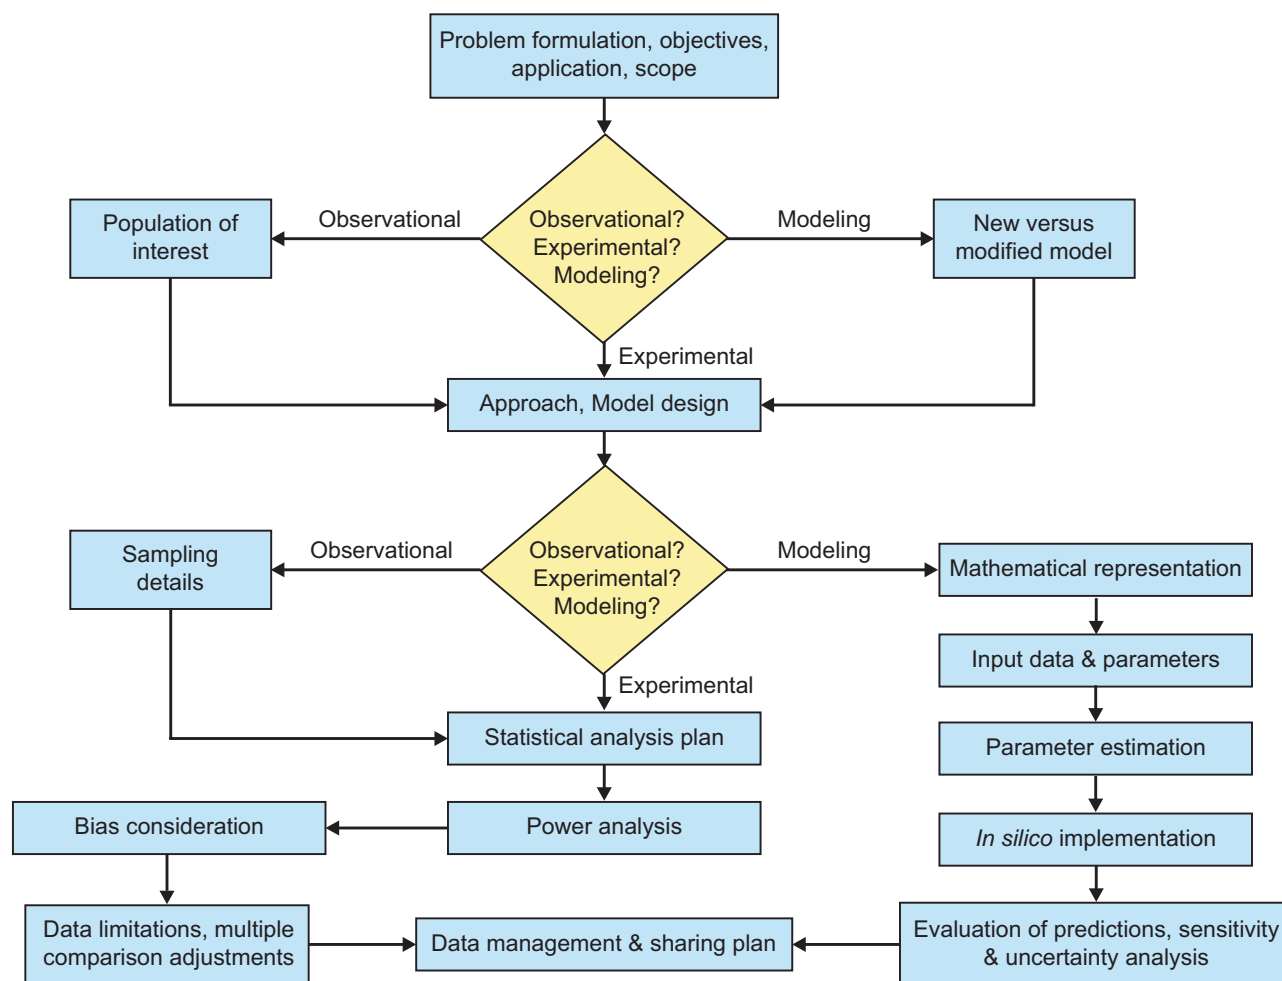 Problem formulation, objectives,
application, scope
Observational
Observational?
Experimental?
Modeling?
Modeling
Population of
interest
New versus
modified model
Experimental
Approach, Model design
Observational
Observational?
Experimental?
Modeling?
Modeling
Sampling
details
Mathematical representation
Input data & parameters
Experimental
Statistical analysis plan
Parameter estimation
Bias consideration
Power analysis
In silico implementation
Data limitations, multiple
comparison adjustments
Data management & sharing plan
Evaluation of predictions, sensitivity
& uncertainty analysis